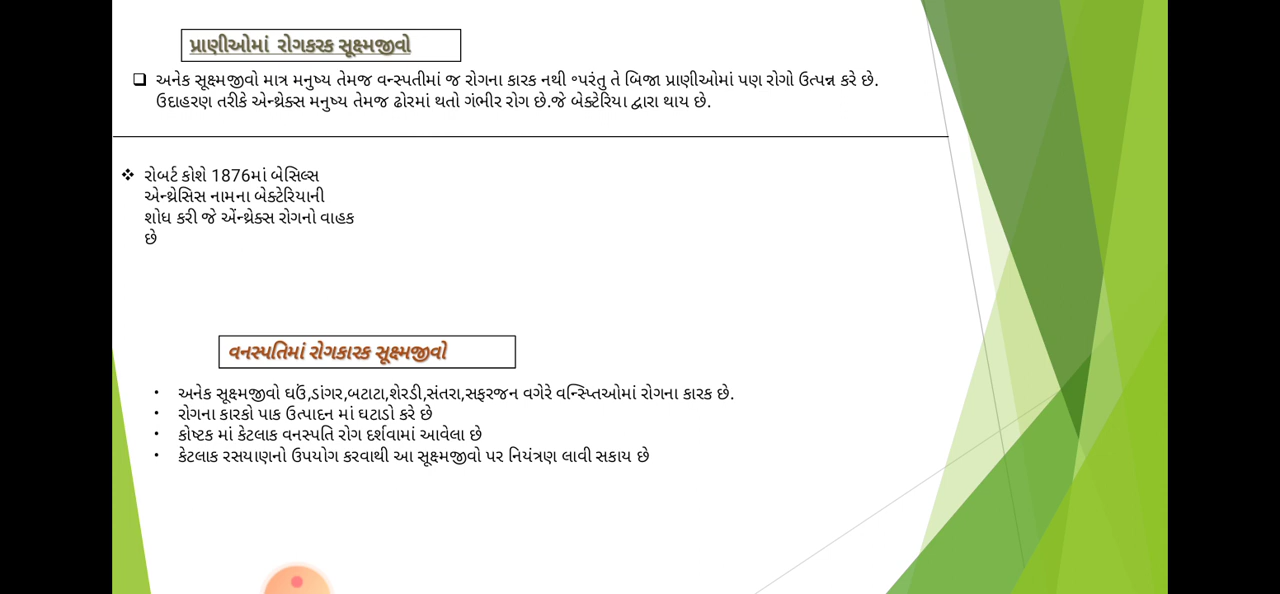 પ્રાણીઓમાં રોગકરક સૂક્ષ્મજીવો
❑ અનેક સૂક્ષ્મજીવો માત્ર મનુષ્ય તેમજ વન્સ્પતીમાં જ રોગના કારક નથી °પરંતુ તે બિજા પ્રાણીઓમાં પણ રોગો ઉત્પન્ન કરે છે.
ઉદાહરણ તરીકે એન્થ્રેક્સ મનુષ્ય તેમજ ઢોરમાં થતો ગંભીર રોગ છે.જે બેક્ટેરિયા દ્વારા થાય છે.
❖ રોબર્ટ કોશે 1876માં બેસિલ્સ
એન્થ્રેસિસ નામના બેક્ટેરિયાની
શોધ કરી જે એંન્થ્રેક્સ રોગનો વાહક
છે
વનસ્પતિમાં રોગકારક સૂક્ષ્મજીવો
• અનેક સૂક્ષ્મજીવો ઘઉં,ડાંગર,બટાટા,શેરડી,સંતરા,સફરજન વગેરે વન્સ્પિતઓમાં રોગના કારક છે.
• રોગના કારકો પાક ઉત્પાદન માં ઘટાડો કરે છે
• કોષ્ટક માં કેટલાક વનસ્પતિ રોગ દર્શવામાં આવેલા છે
• કેટલાક રસયાણનો ઉપયોગ કરવાથી આ સૂક્ષ્મજીવો પર નિયંત્રણ લાવી સકાય છે